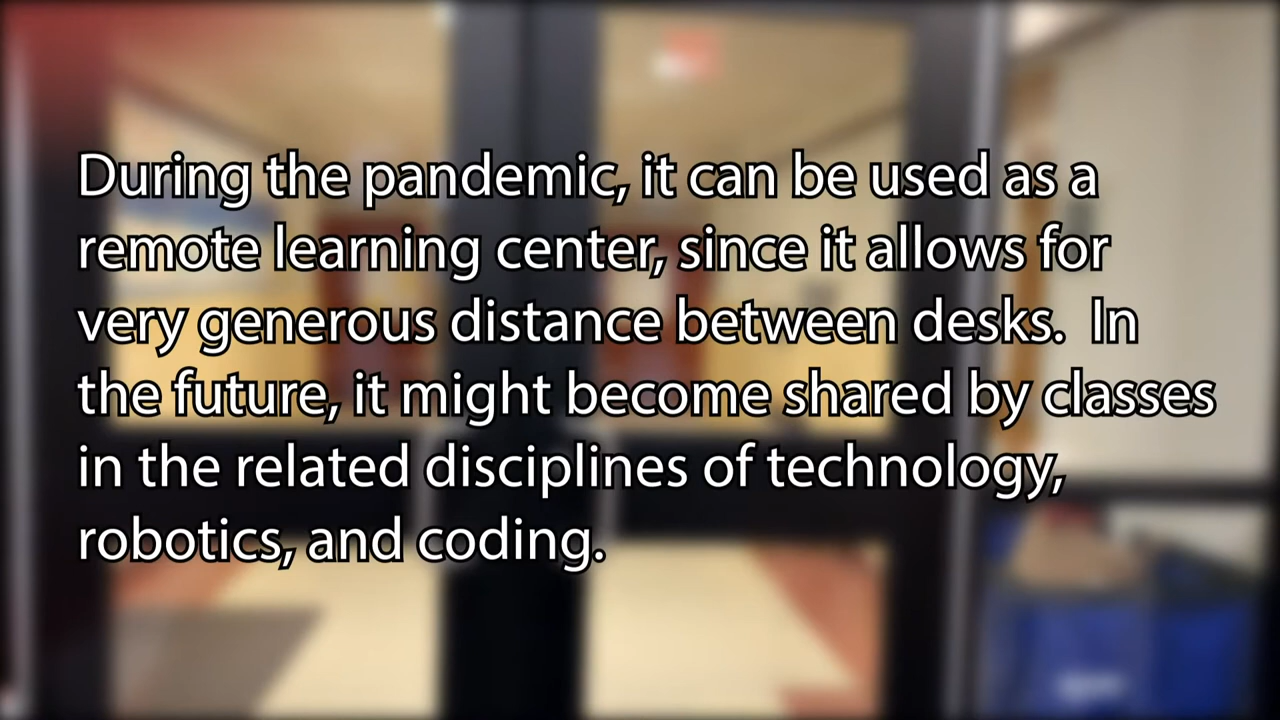 During the pandemic, it can be used as a
remote learning center, since it allows for
very generous distance between desks.  In
the future, it might become shared by classes
in the related disciplines of technology,
robotics, and coding.